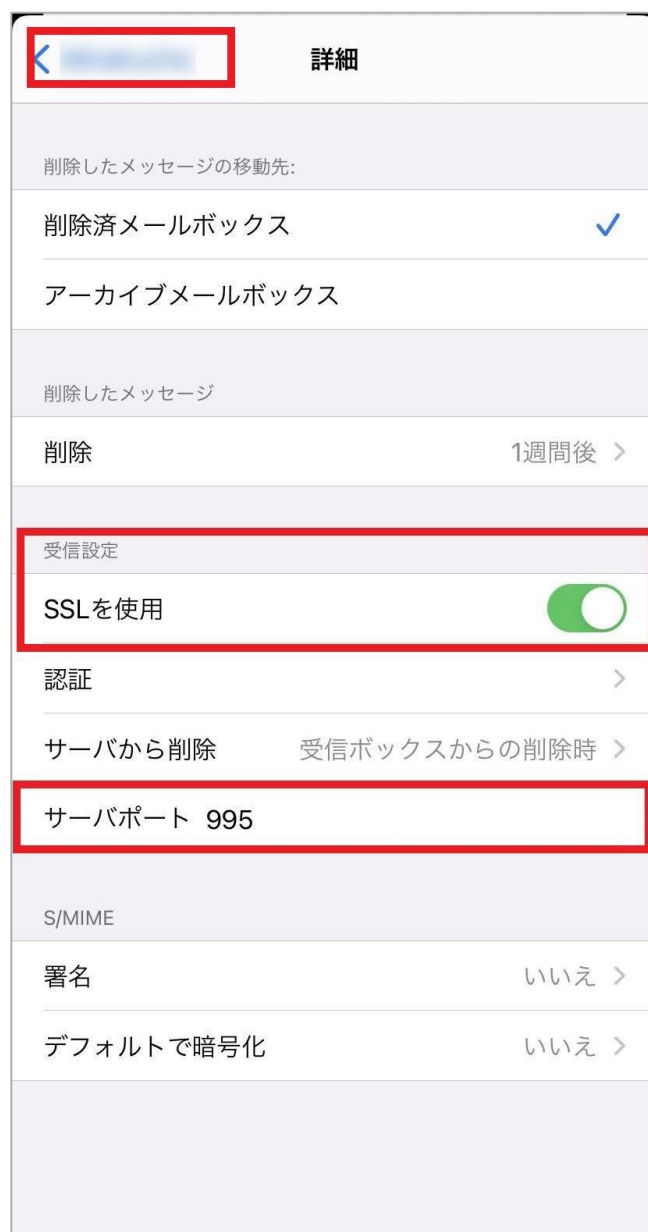 詳細
削除したメッセージの移動先:
削除済メールボックス
アーカイブメールボックス
削除したメッセージ
削除 1週間後
受信設定
SSLを使用
認証
サーバから削除 受信ボックスからの削除時
サーバポート 995
S/MIME
署名 いいえ
デフォルトで暗号化 いいえ